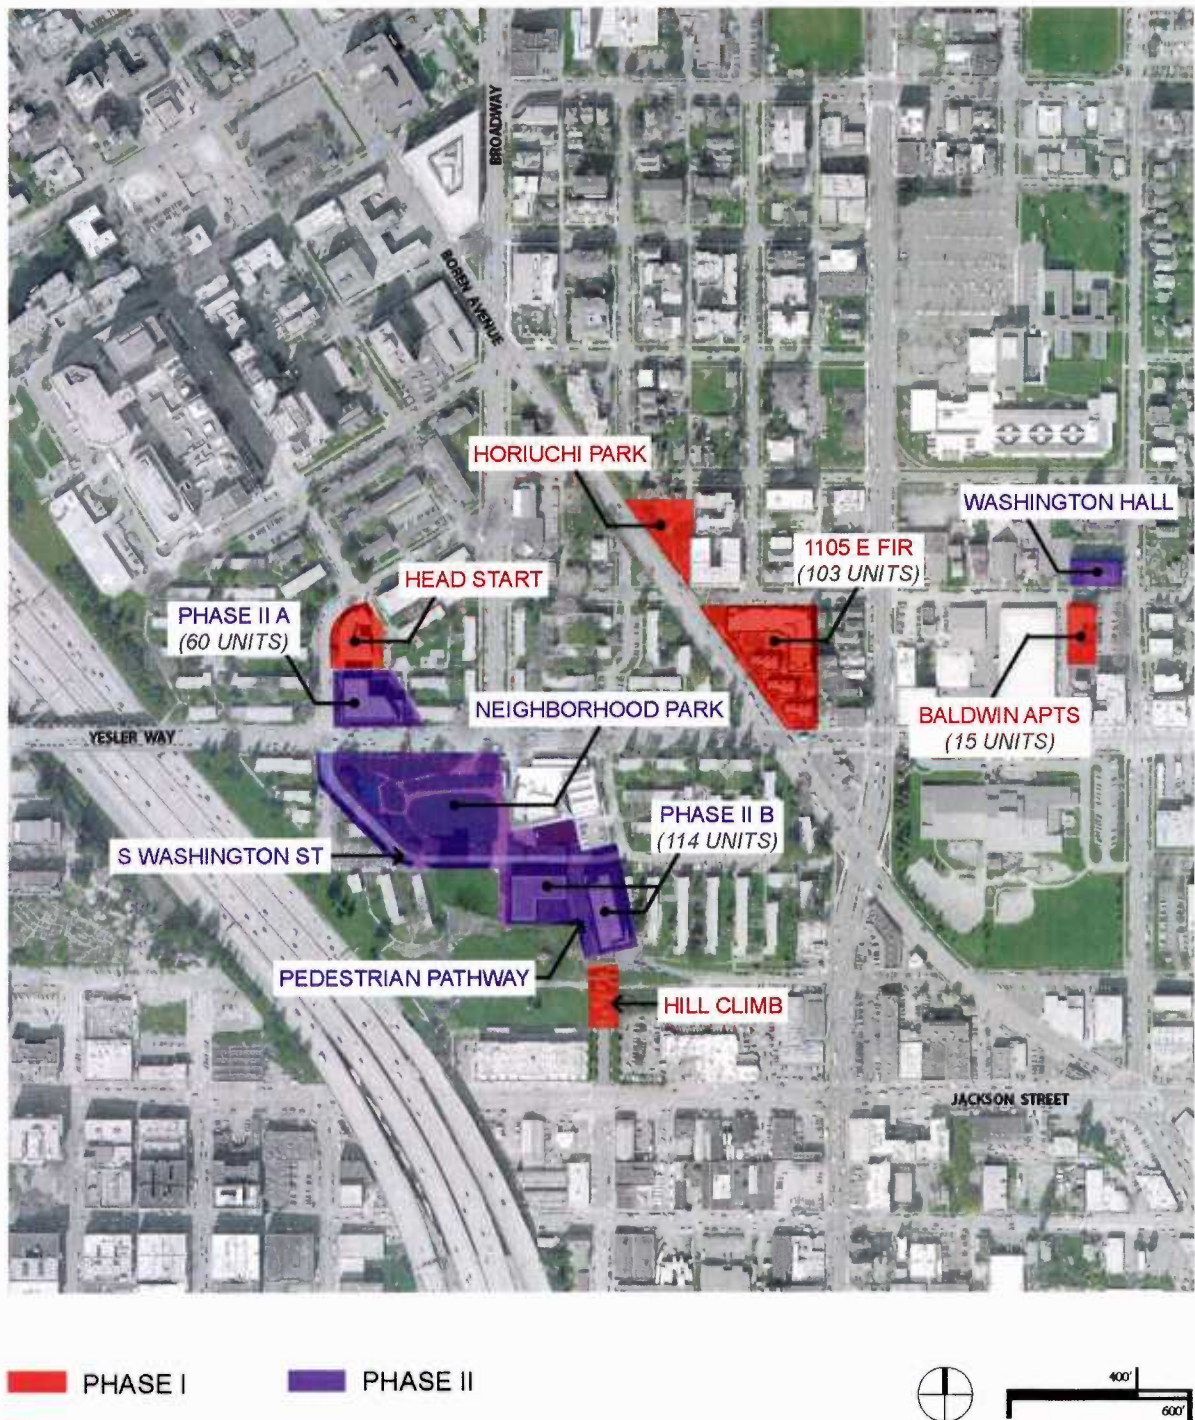 BROADWAY
BOREN AVENUE
HORIUCHI PARK
WASHINGTON HALL
1105 E FIR
(103 UNITS)
HEAD START
PHASE II A
(60 UNITS)
NEIGHBORHOOD PARK
BALDWIN APTS
(15 UNITS)
YESLER WAY
PHASE II B
(114 UNITS)
S WASHINGTON ST
PEDESTRIAN PATHWAY
HILL CLIMB
JACKSON STREET
PHASE I
PHASE II
400'
600'